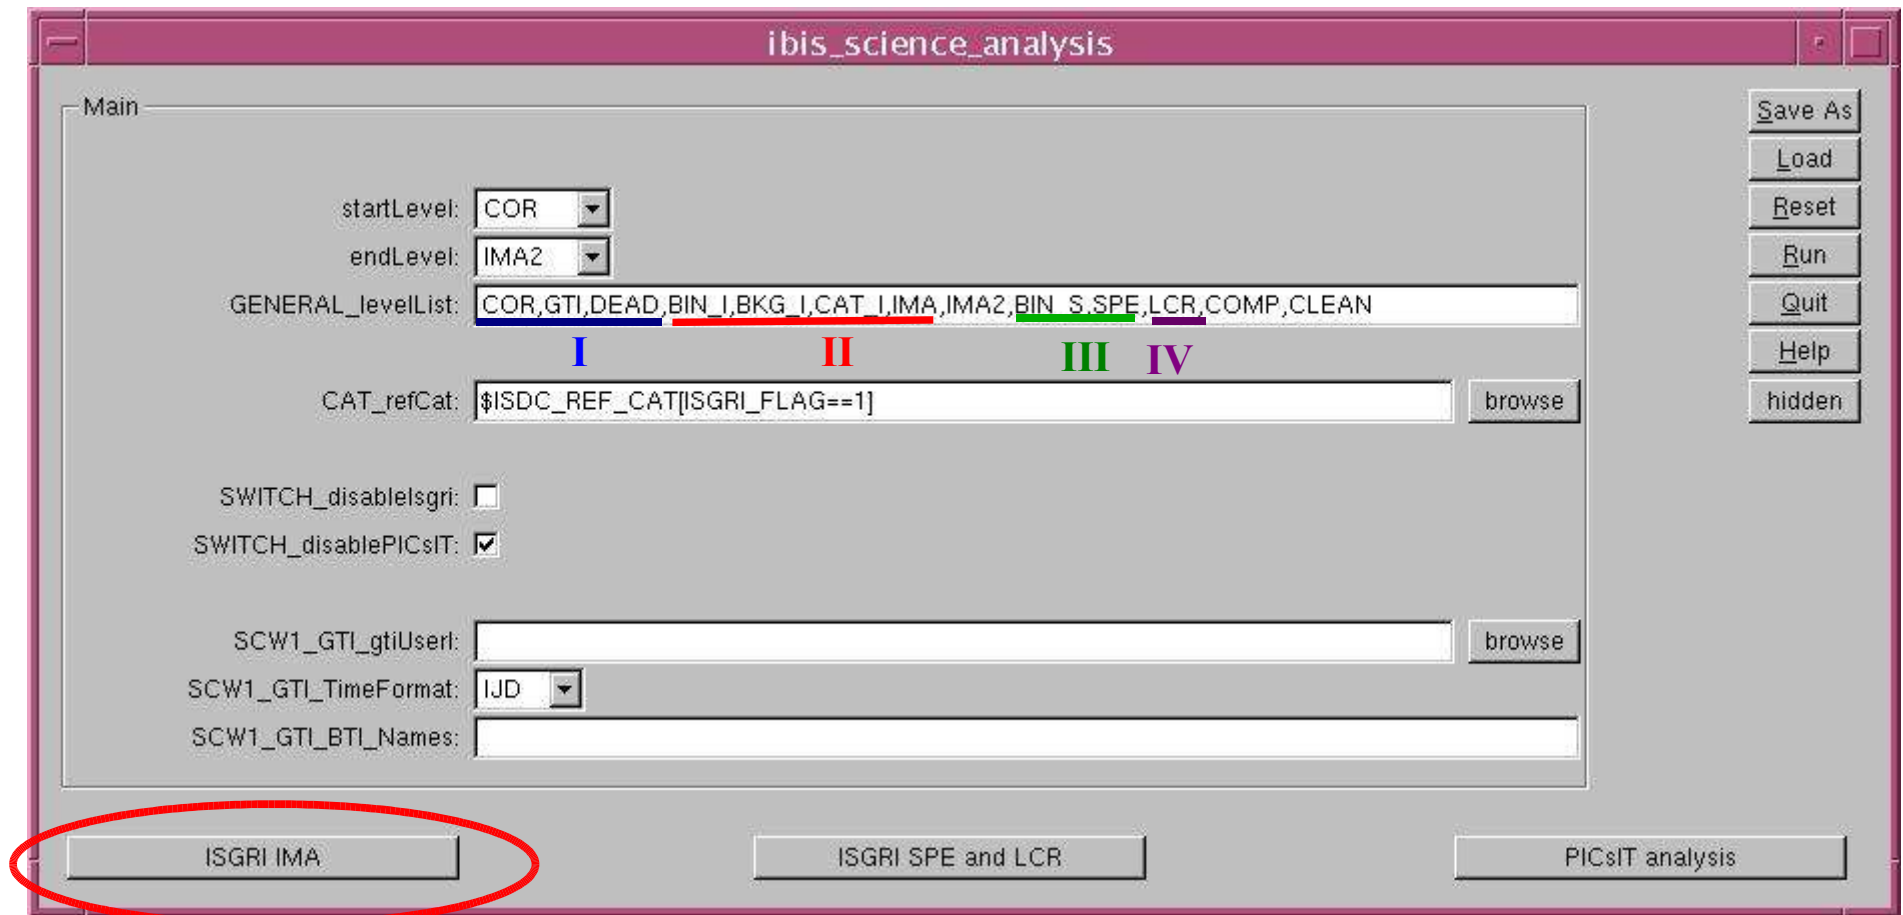 ibis_science_analysis
Main
Save As
Load
Reset
Run
Quit
Help
hidden
startLevel: COR
endLevel: IMA2
GENERAL_levelList: COR,GTI,DEAD,BIN_I,BKG_I,CAT_I,IMA,IMA2,BIN_S,SPE,LCR,COMP,CLEAN
I II III IV
CAT_refCat: $ISDC_REF_CAT[ISGRI_FLAG==1] browse
SWITCH_disableIsgri:
SWITCH_disablePICsIT:
SCW1_GTI_gtiUserI: browse
SCW1_GTI_TimeFormat: IJD
SCW1_GTI_BTI_Names:
ISGRI IMA
ISGRI SPE and LCR
PICsIT analysis